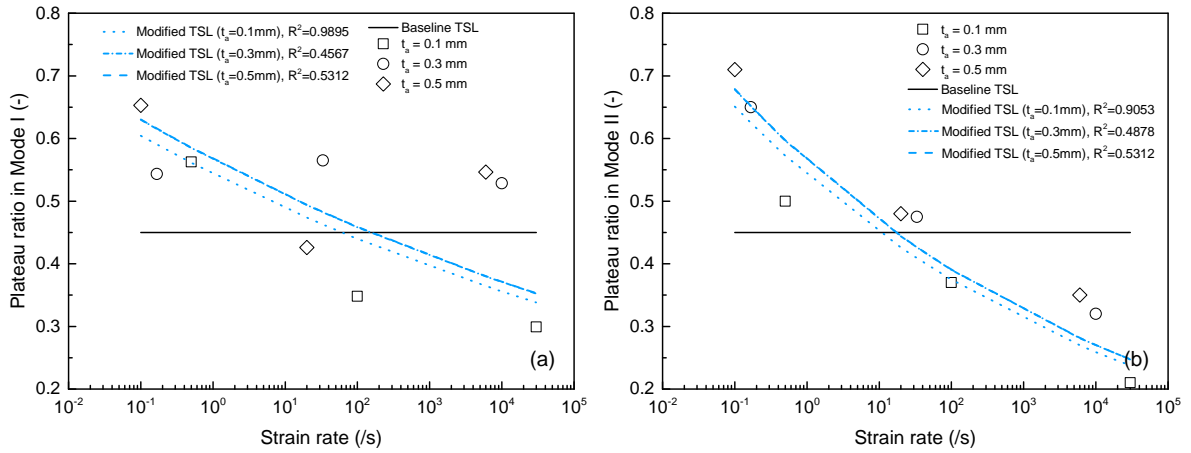 Modified TSL (tₐ=0.1mm), R²=0.9895
Modified TSL (tₐ=0.3mm), R²=0.4567
Modified TSL (tₐ=0.5mm), R²=0.5312
Baseline TSL
tₐ = 0.1 mm
tₐ = 0.3 mm
tₐ = 0.5 mm
0.8
0.7
0.6
0.5
0.4
0.3
0.2
Plateau ratio in Mode I (-)
(a)
10⁻² 10⁻¹ 10⁰ 10¹ 10² 10³ 10⁴ 10⁵
Strain rate (/s)
tₐ = 0.1 mm
tₐ = 0.3 mm
tₐ = 0.5 mm
Baseline TSL
Modified TSL (tₐ=0.1mm), R²=0.9053
Modified TSL (tₐ=0.3mm), R²=0.4878
Modified TSL (tₐ=0.5mm), R²=0.5312
0.8
0.7
0.6
0.5
0.4
0.3
0.2
Plateau ratio in Mode II (-)
(b)
10⁻² 10⁻¹ 10⁰ 10¹ 10² 10³ 10⁴ 10⁵
Strain rate (/s)